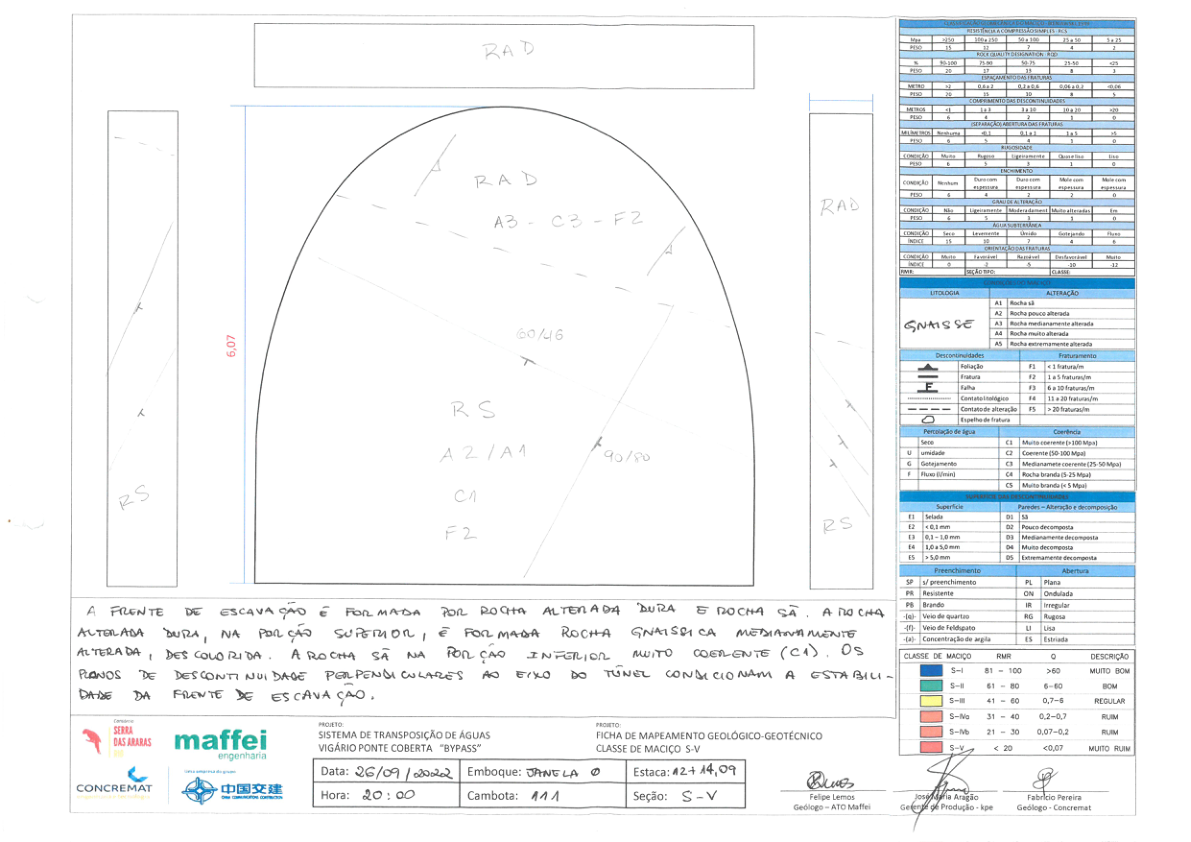 RAD
RAD
A3 - C3 - F2
60/46
RS
A2/A1
C1
F2
90/80
6,07
RS
RAD
RS
A FRENTE DE ESCAVAÇÃO É FORMADA POR ROCHA ALTERADA DURA E ROCHA SÃ. A ROCHA
ALTERADA DURA, NA PORÇÃO SUPERIOR, É FORMADA ROCHA GNAISSICA MEDIANAMENTE
ALTERADA, DESCOLORIDA. A ROCHA SÃ NA PORÇÃO INFERIOR MUITO COERENTE (C1). OS
PLANOS DE DESCONTINUIDADE PERPENDICULARES AO EIXO DO TÚNEL CONDICIONAM A ESTABILI-
DADE DA FRENTE DE ESCAVAÇÃO.
RESISTÊNCIA A COMPRESSÃO SIMPLES - RCS
Mpa >250 100 a 250 50 a 100 25 a 50 5 a 25
PESO 15 12 7 4 2
ROCK QUALITY DESIGNATION - RQD
% 90-100 75-90 50-75 25-50 <25
PESO 20 17 13 8 3
ESPAÇAMENTO DAS FRATURAS
METRO >2 0,6 a 2 0,2 a 0,6 0,06 a 0,2 <0,06
PESO 20 15 10 8 5
COMPRIMENTO DAS DESCONTINUIDADES
METROS <1 1 a 3 3 a 10 10 a 20 >20
PESO 6 4 2 1 0
(SEPARAÇÃO) ABERTURA DAS FRATURAS
MILÍMETROS Nenhuma <0,1 0,1 a 1 1 a 5 >5
PESO 6 5 4 1 0
RUGOSIDADE
CONDIÇÃO Muito Rugoso Ligeiramente Quase liso Liso
PESO 6 5 3 1 0
ENCHIMENTO
CONDIÇÃO Nenhum Duro com espessura Duro com espessura Mole com espessura Mole com espessura
PESO 6 4 2 2 0
GRAU DE ALTERAÇÃO
CONDIÇÃO Não Ligeiramente Moderadament Muito alteradas Em
PESO 6 5 3 1 0
ÁGUA SUBTERRÂNEA
CONDIÇÃO Seco Levemente Úmido Gotejando Fluxo
ÍNDICE 15 10 7 4 6
ORIENTAÇÃO DAS FRATURAS
CONDIÇÃO Muito Favorável Razoável Desfavorável Muito
ÍNDICE 0 -2 -5 -10 -12
RMR: SEÇÃO TIPO: CLASSE:
LITOLOGIA ALTERAÇÃO
GNAISSE
A1 Rocha sã
A2 Rocha pouco alterada
A3 Rocha medianamente alterada
A4 Rocha muito alterada
A5 Rocha extremamente alterada
Descontinuidades Fraturamento
Foliação F1 < 1 fratura/m
Fratura F2 1 a 5 fraturas/m
F Falha F3 6 a 10 fraturas/m
Contato litológico F4 11 a 20 fraturas/m
Contato de alteração F5 > 20 fraturas/m
Espelho de fratura
Percolação de água Coerência
Seco C1 Muito coerente (>100 Mpa)
U umidade C2 Coerente (50-100 Mpa)
G Gotejamento C3 Medianamete coerente (25-50 Mpa)
F Fluxo (l/min) C4 Rocha branda (5-25 Mpa)
C5 Muito branda (< 5 Mpa)
SUPERFÍCIE DAS DESCONTINUIDADES
Superfície Paredes – Alteração e decomposição
E1 Selada D1 Sã
E2 < 0,1 mm D2 Pouco decomposta
E3 0,1 – 1,0 mm D3 Medianamente decomposta
E4 1,0 a 5,0 mm D4 Muito decomposta
E5 > 5,0 mm D5 Extremamente decomposta
Preenchimento Abertura
SP s/ preenchimento PL Plana
PR Resistente ON Ondulada
PB Brando IR Irregular
-(q)- Veio de quartzo RG Rugosa
-(f)- Veio de Feldspato LI Lisa
-(a)- Concentração de argila ES Estriada
CLASSE DE MACIÇO RMR Q DESCRIÇÃO
S-I 81 – 100 >60 MUITO BOM
S-II 61 – 80 6-60 BOM
S-III 41 – 60 0,7-6 REGULAR
S-IVa 31 – 40 0,2-0,7 RUIM
S-IVb 21 – 30 0,07-0,2 RUIM
S-V < 20 <0,07 MUITO RUIM
SERRA
DAS ARARAS
maffei
engenharia
CONCREMAT
中国交建
PROJETO:
SISTEMA DE TRANSPOSIÇÃO DE ÁGUAS
VIGÁRIO PONTE COBERTA "BYPASS"
PROJETO:
FICHA DE MAPEAMENTO GEOLÓGICO-GEOTÉCNICO
CLASSE DE MACIÇO S-V
Data: 26/09/2022 Emboque: JANELA 0 Estaca: 12+14,09
Hora: 20:00 Cambota: 111 Seção: S-V
Felipe Lemos
Geólogo – ATO Maffei
José Maria Aragão
Gerente de Produção - kpe
Fabrício Pereira
Geólogo - Concremat